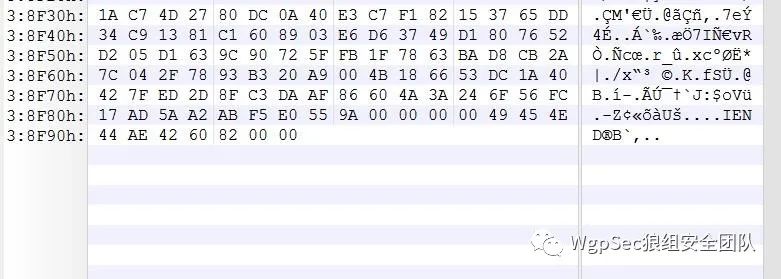 3:8F30h: 1A C7 4D 27 80 DC 0A 40 E3 C7 F1 82 15 37 65 DD .ÇM'€Ü.@ãÇñ‚.7eÝ
3:8F40h: 34 C9 13 81 C1 60 89 03 E6 D6 37 49 D1 80 76 52 4É..Á`‰.æÖ7IÑ€vR
3:8F50h: D2 05 D1 63 9C 90 72 5F FB 1F 78 63 BA D8 CB 2A Ò.Ñcœ.r_û.xcºØË*
3:8F60h: 7C 04 2F 78 93 B3 20 A9 00 4B 18 66 53 DC 1A 40 |./x“³ ©.K.fSÜ.@
3:8F70h: 42 7F ED 2D 8F C3 DA AF 86 60 4A 3A 24 6F 56 FC B.í-.ÃÚ¯†`J:$oVü
3:8F80h: 17 AD 5A A2 AB F5 E0 55 9A 00 00 00 00 49 45 4E .-Z¢«õàUš....IEN
3:8F90h: 44 AE 42 60 82 00 00 D®B`‚..
WgpSec狼组安全团队